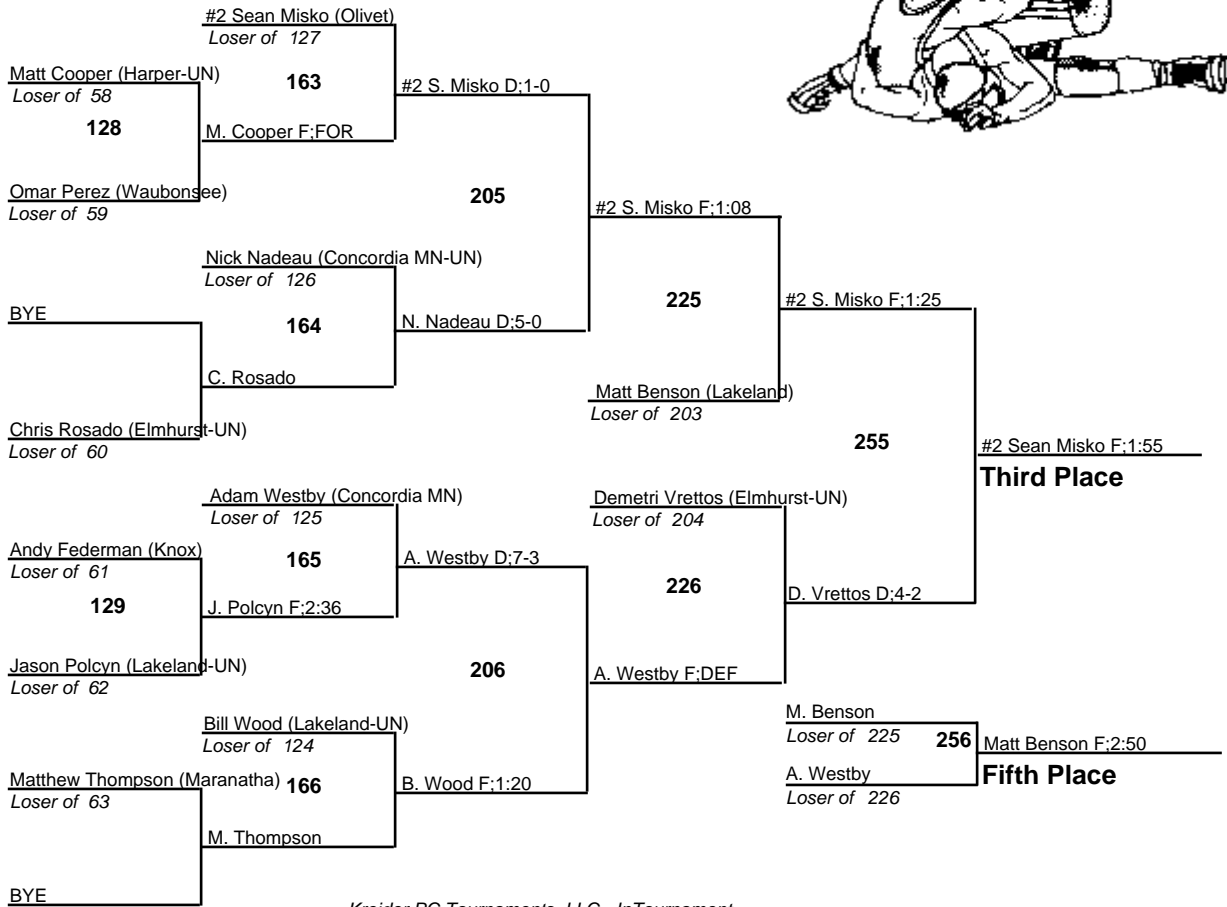 #2 Sean Misko (Olivet)
Loser of 127
Matt Cooper (Harper-UN)
Loser of 58
163
#2 S. Misko D;1-0
128
M. Cooper F;FOR
Omar Perez (Waubonsee)
Loser of 59
205
#2 S. Misko F;1:08
Nick Nadeau (Concordia MN-UN)
Loser of 126
BYE
164
N. Nadeau D;5-0
225
#2 S. Misko F;1:25
C. Rosado
Matt Benson (Lakeland)
Loser of 203
Chris Rosado (Elmhurst-UN)
Loser of 60
255
#2 Sean Misko F;1:55
Third Place
Adam Westby (Concordia MN)
Loser of 125
Demetri Vrettos (Elmhurst-UN)
Loser of 204
Andy Federman (Knox)
Loser of 61
165
A. Westby D;7-3
129
J. Polcyn F;2:36
226
D. Vrettos D;4-2
Jason Polcyn (Lakeland-UN)
Loser of 62
206
A. Westby F;DEF
Bill Wood (Lakeland-UN)
Loser of 124
M. Benson
Loser of 225
256
Matt Benson F;2:50
Fifth Place
A. Westby
Loser of 226
Matthew Thompson (Maranatha)
Loser of 63
166
B. Wood F;1:20
M. Thompson
BYE